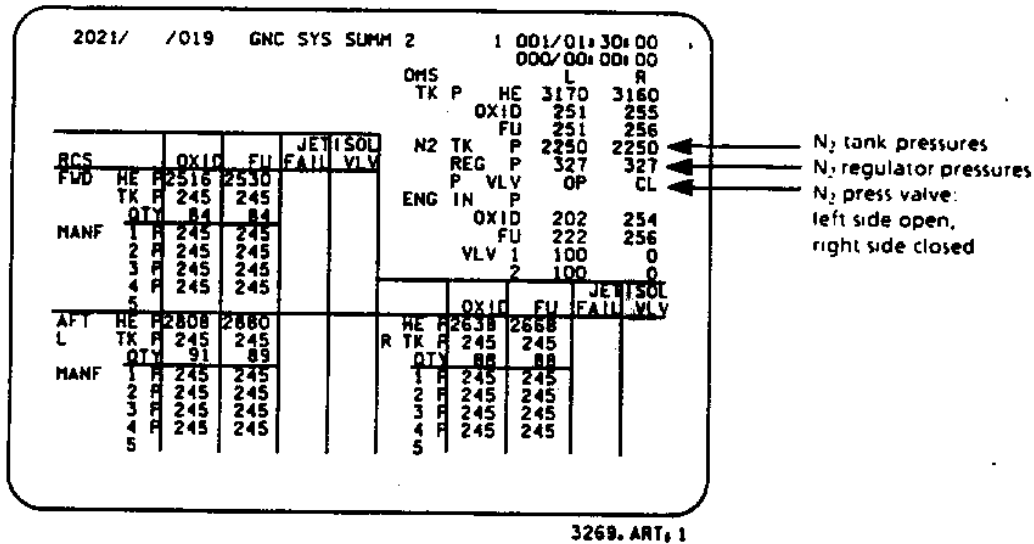 2021/ /019 GNC SYS SUMM 2 1 001/01:30:00
000/00:00:00
OMS L R
TK P HE 3170 3160
OXID 251 255
FU 251 256
N2 TK P 2250 2250
REG P 327 327
P VLV OP CL
ENG IN P
OXID 202 254
FU 222 256
VLV 1 100 0
2 100 0
N₂ tank pressures
N₂ regulator pressures
N₂ press valve:
left side open,
right side closed
RCS OXID FU JET FAIL ISOL VLV
FWD HE P 2516 2530
TK P 245 245
QTY 84 84
MANF 1 P 245 245
2 P 245 245
3 P 245 245
4 P 245 245
5
AFT HE P 2808 2880
L TK P 245 245
QTY 91 89
MANF 1 P 245 245
2 P 245 245
3 P 245 245
4 P 245 245
5
OXID FU JET FAIL ISOL VLV
HE P 2638 2668
R TK P 245 245
QTY 88 88
1 P 245 245
2 P 245 245
3 P 245 245
4 P 245 245
5
3269. ART; 1